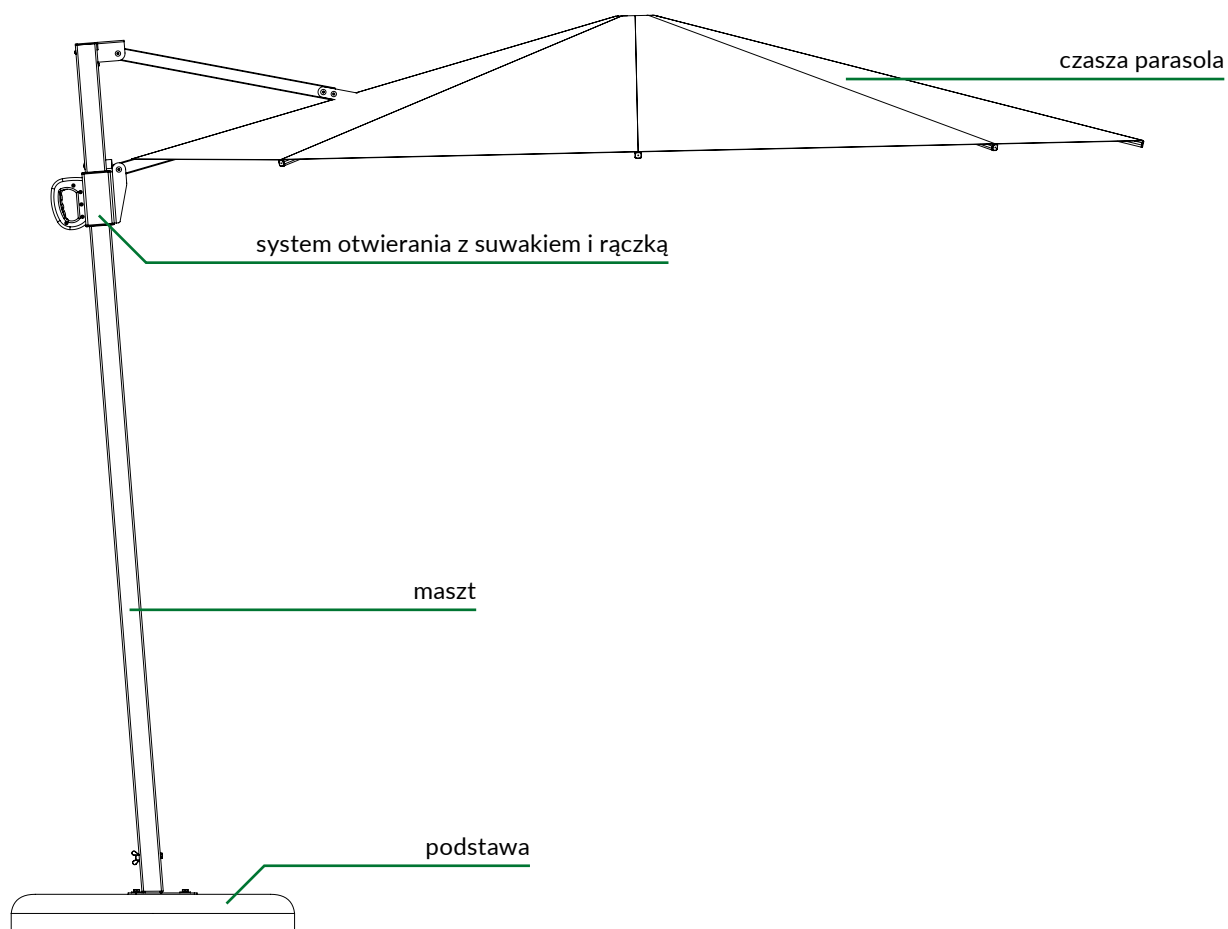 czasza parasola
system otwierania z suwakiem i rączką
maszt
podstawa